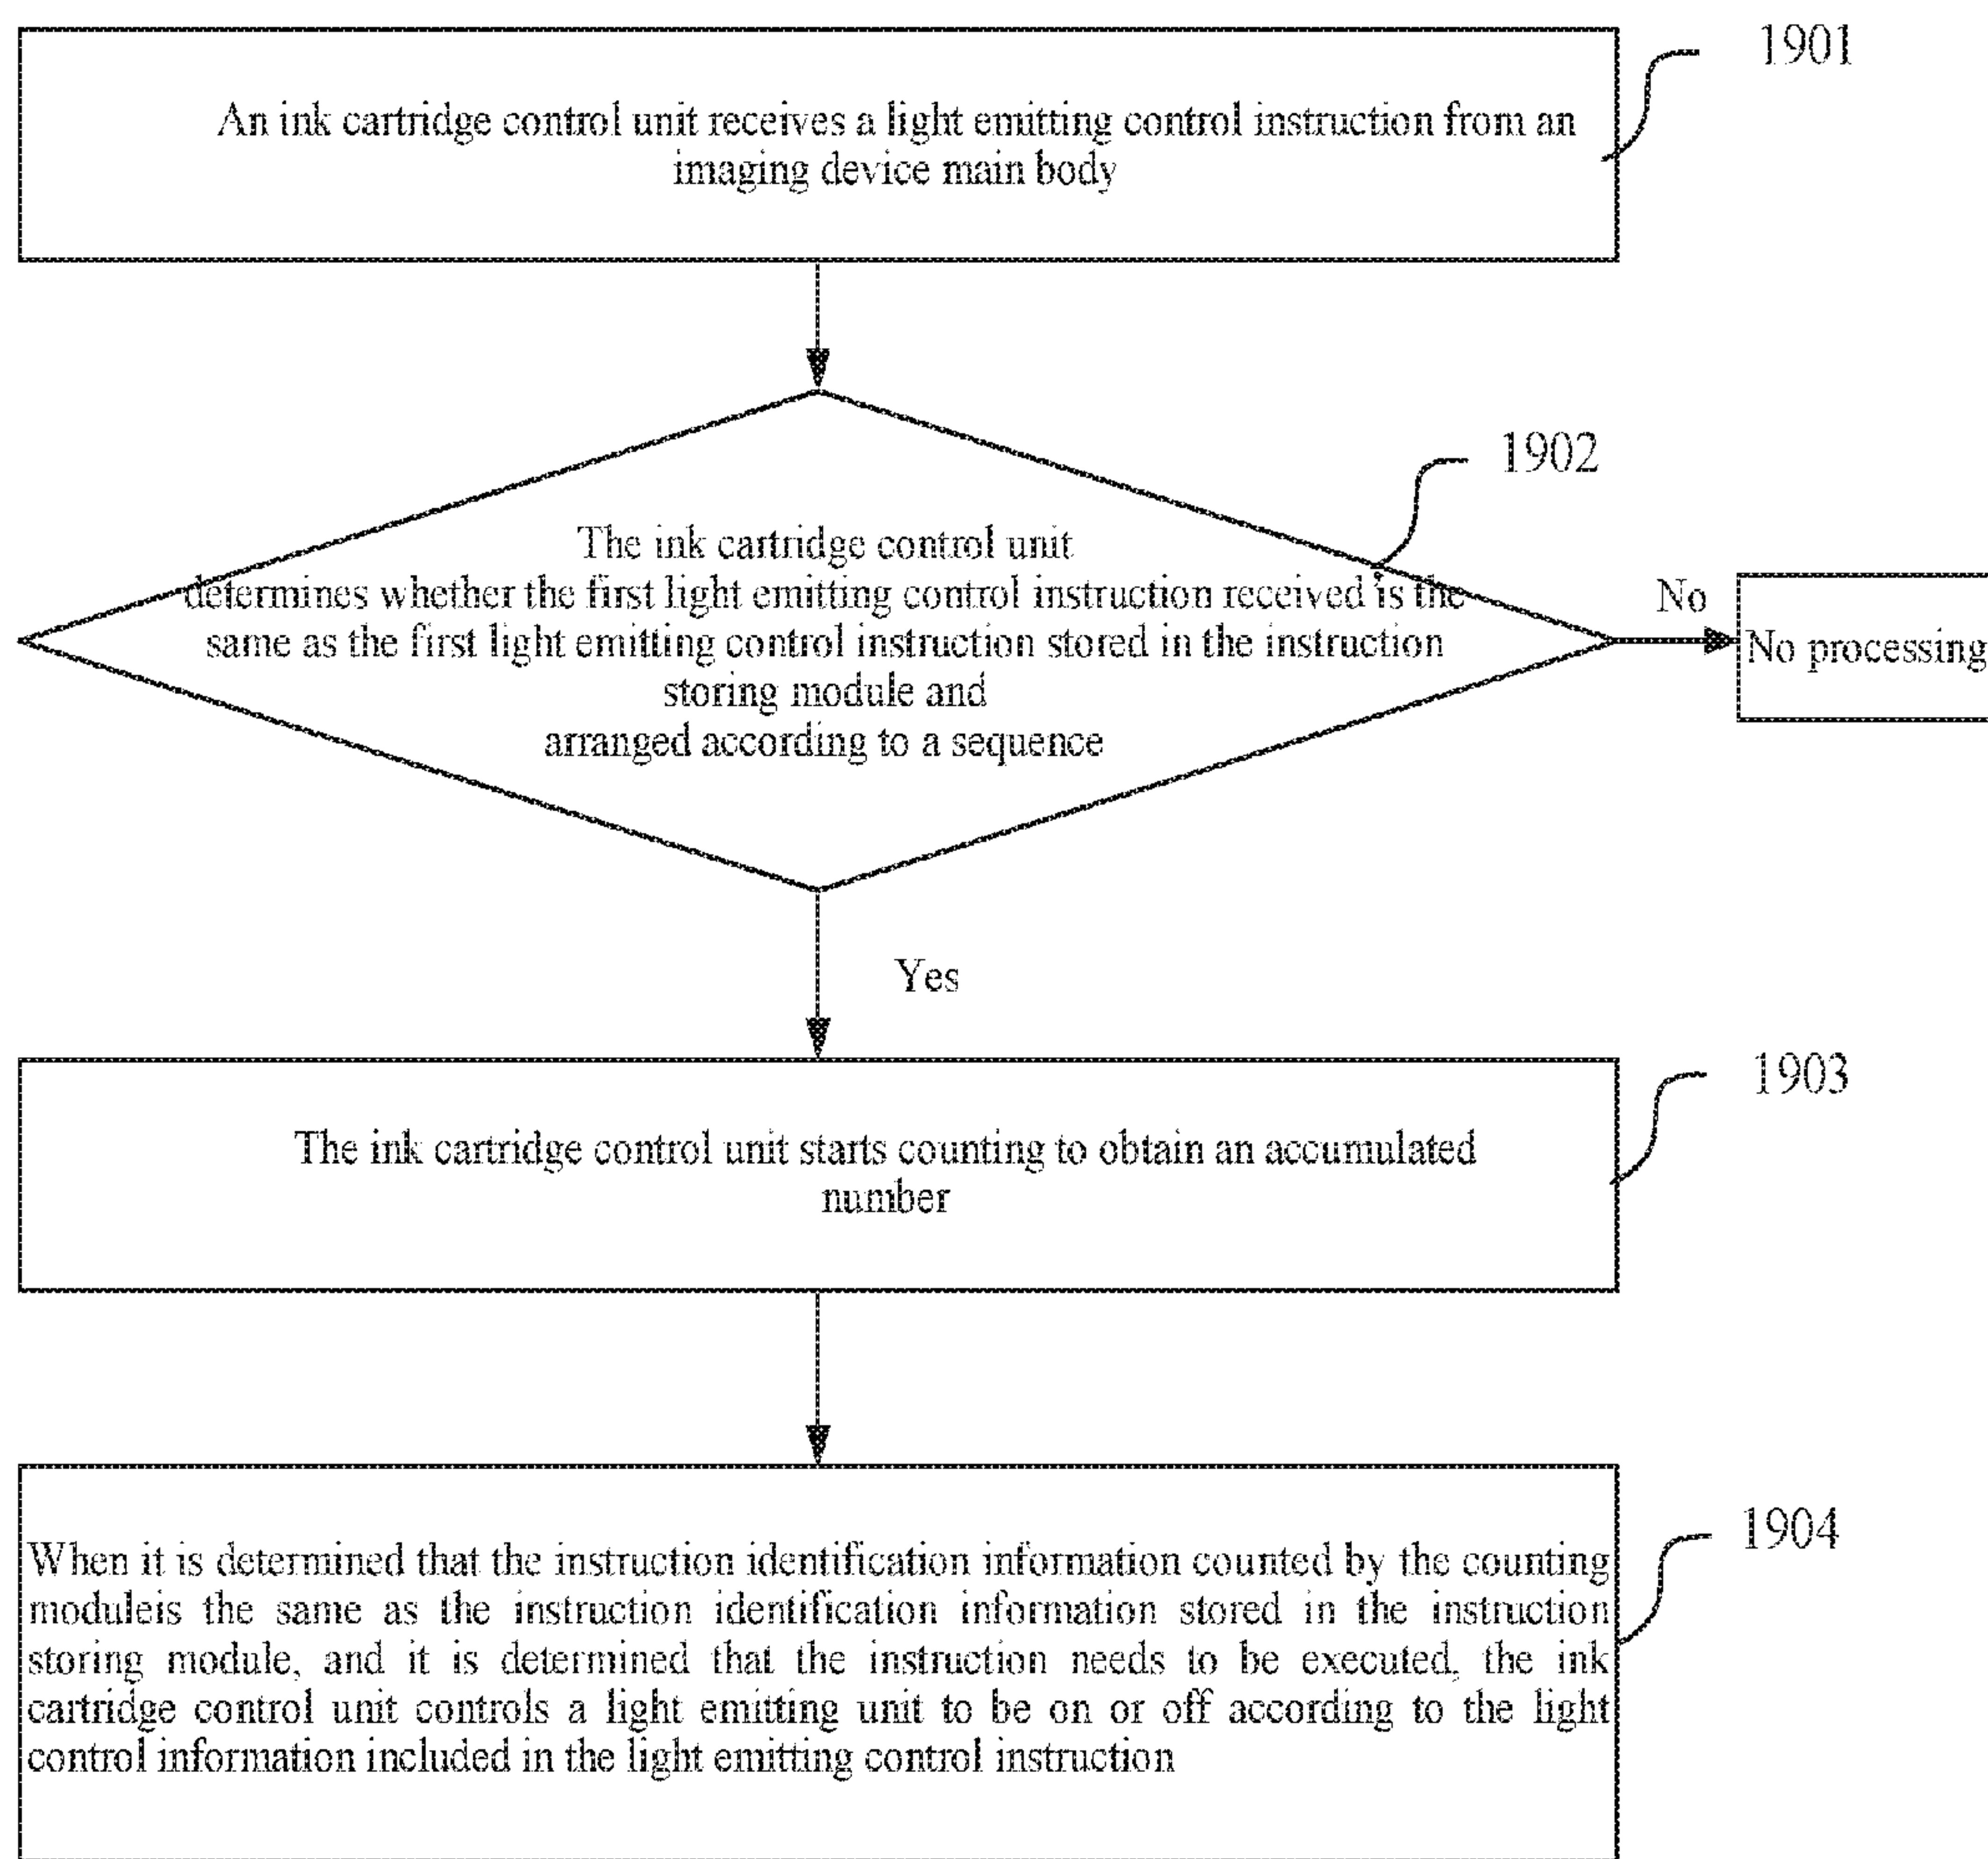 1901
An ink cartridge control unit receives a light emitting control instruction from an
imaging device main body
1902
The ink cartridge control unit
determines whether the first light emitting control instruction received is the
same as the first light emitting control instruction stored in the instruction
storing module and
arranged according to a sequence
No
No processing
Yes
1903
The ink cartridge control unit starts counting to obtain an accumulated
number
1904
When it is determined that the instruction identification information counted by the counting
moduleis the same as the instruction identification information stored in the instruction
storing module, and it is determined that the instruction needs to be executed, the ink
cartridge control unit controls a light emitting unit to be on or off according to the light
control information included in the light emitting control instruction